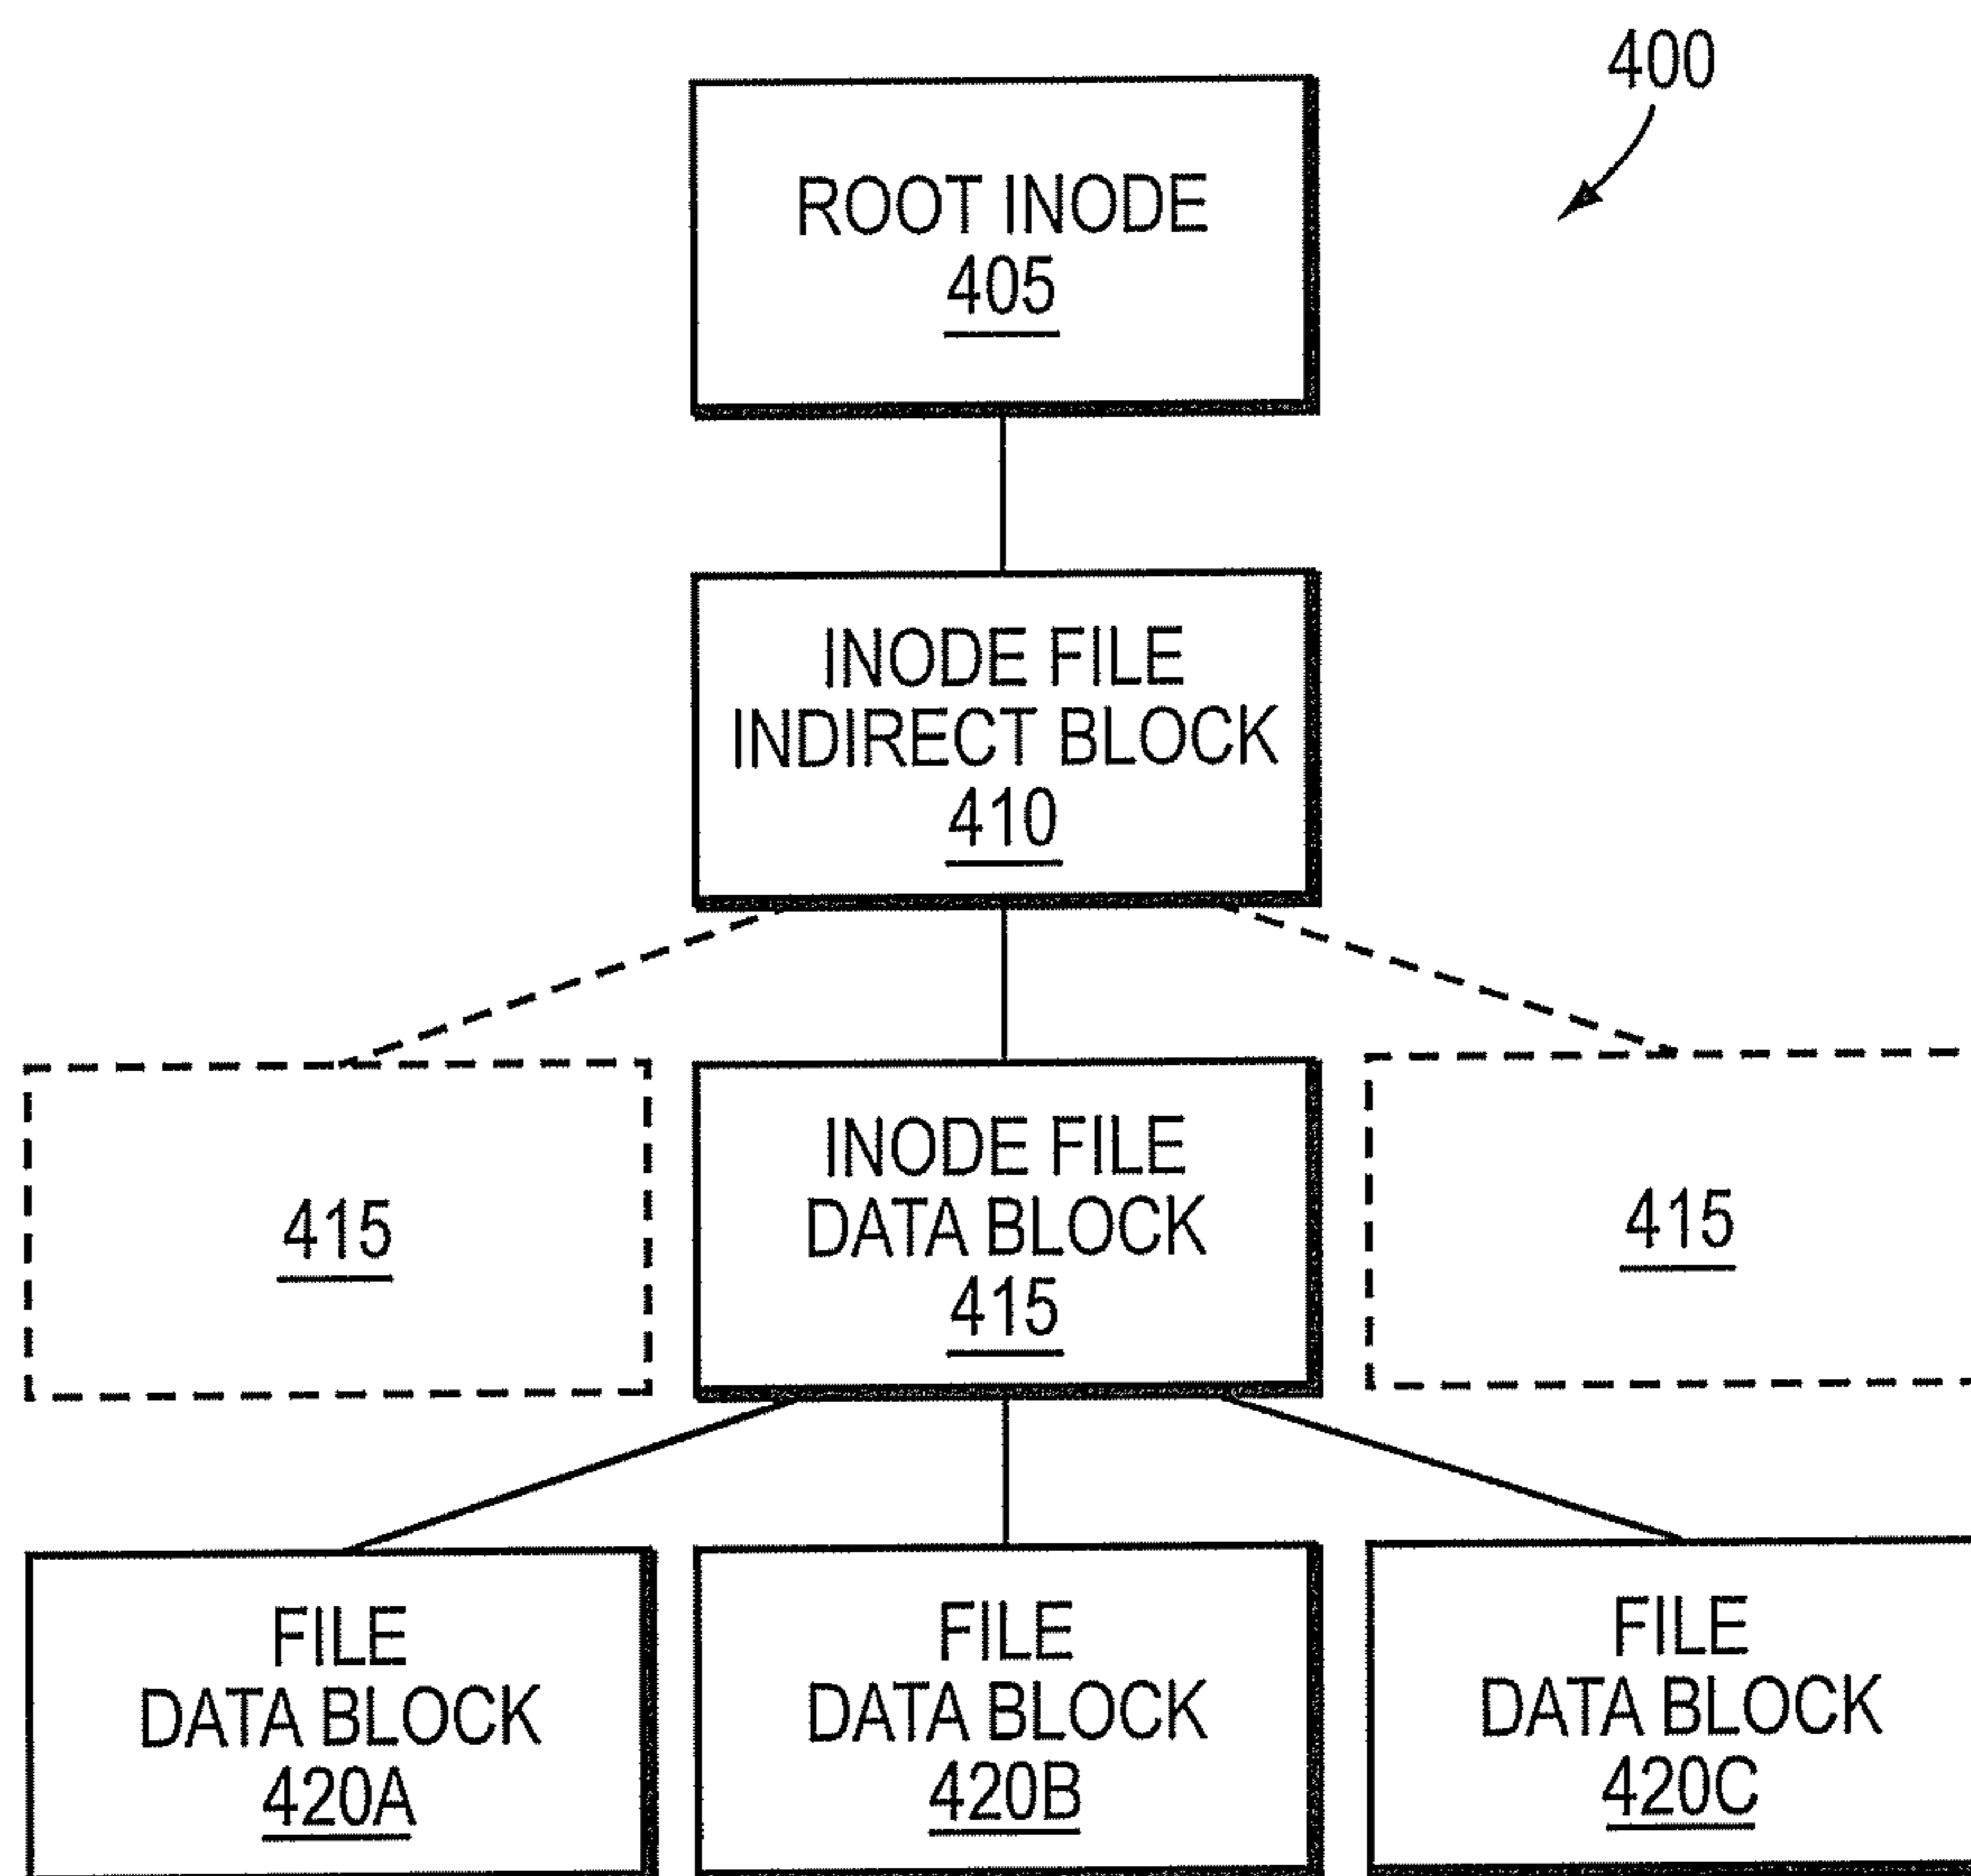 400
ROOT INODE
405
INODE FILE
INDIRECT BLOCK
410
415
INODE FILE
DATA BLOCK
415
415
FILE
DATA BLOCK
420A
FILE
DATA BLOCK
420B
FILE
DATA BLOCK
420C